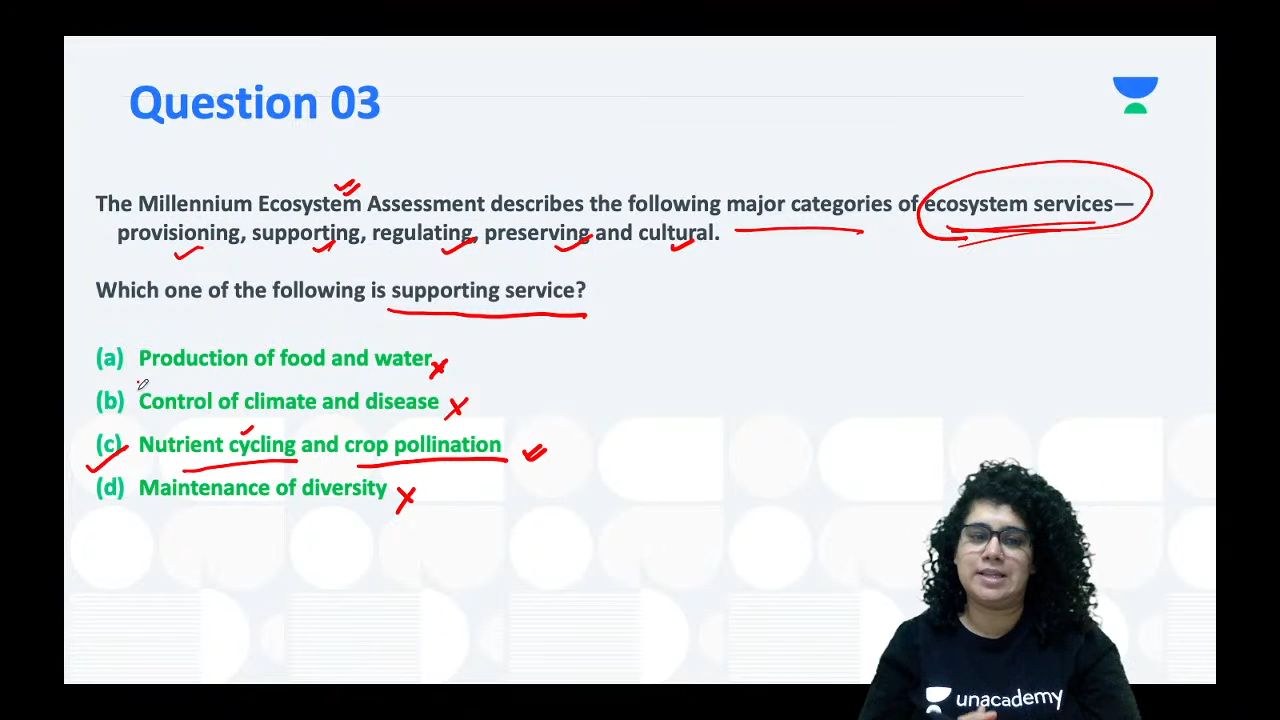 Question 03
The Millennium Ecosystem Assessment describes the following major categories of ecosystem services—
provisioning, supporting, regulating, preserving and cultural.
Which one of the following is supporting service?
(a) Production of food and water.
(b) Control of climate and disease
(c) Nutrient cycling and crop pollination
(d) Maintenance of diversity
unacademy